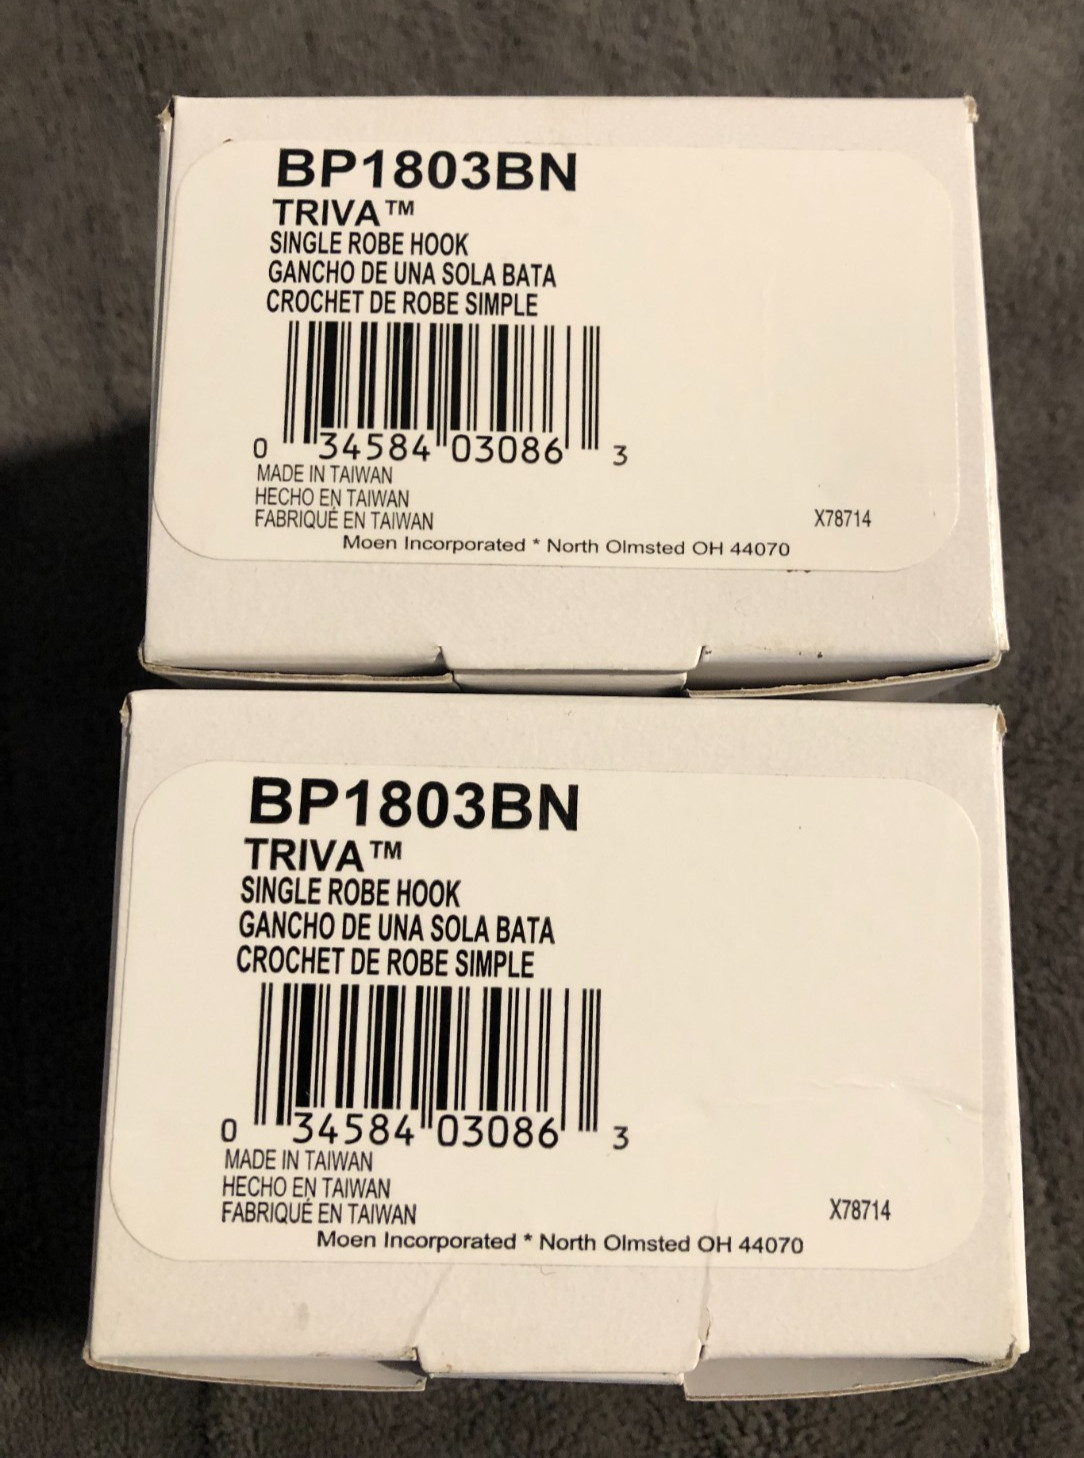 BP1803BN
TRIVA™
SINGLE ROBE HOOK
GANCHO DE UNA SOLA BATA
CROCHET DE ROBE SIMPLE
0 34584 03086 3
MADE IN TAIWAN
HECHO EN TAIWAN
FABRIQUÉ EN TAIWAN
X78714
Moen Incorporated * North Olmsted OH 44070
BP1803BN
TRIVA™
SINGLE ROBE HOOK
GANCHO DE UNA SOLA BATA
CROCHET DE ROBE SIMPLE
0 34584 03086 3
MADE IN TAIWAN
HECHO EN TAIWAN
FABRIQUÉ EN TAIWAN
X78714
Moen Incorporated * North Olmsted OH 44070